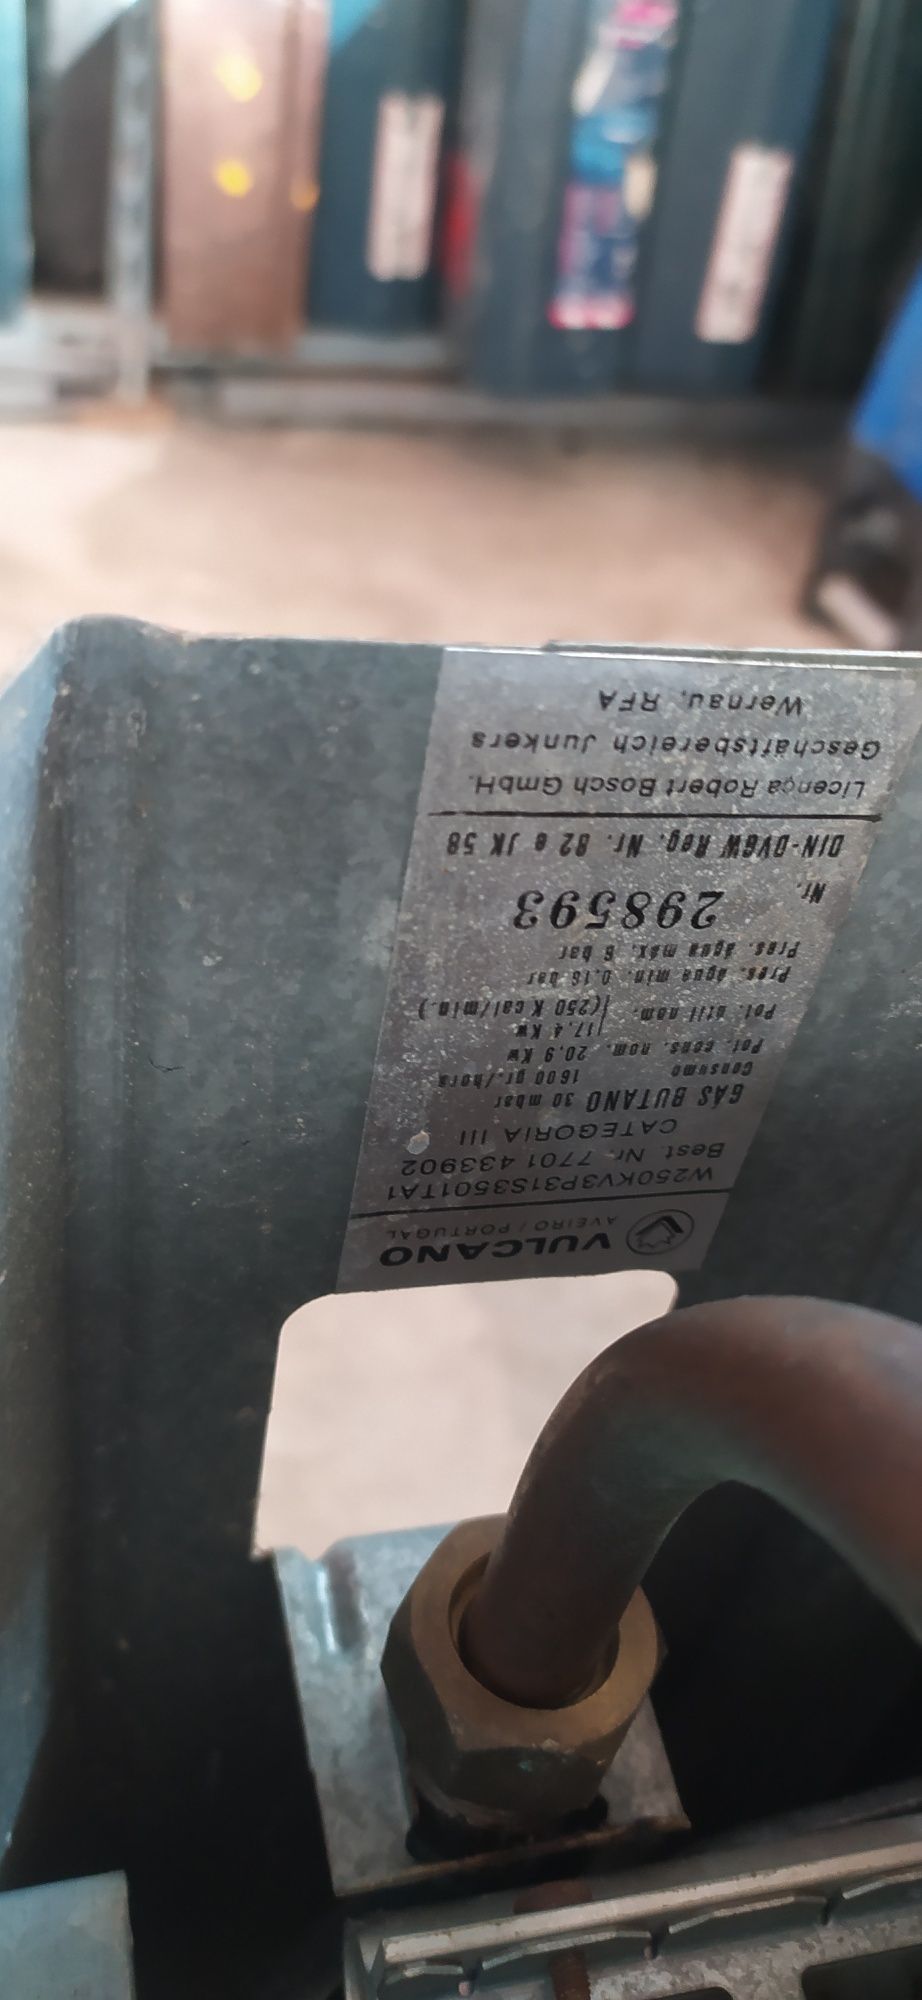 VULCANO
AVEIRO / PORTUGAL
W250KV3P31S3501TA1
Best. Nr. 7701 433902
CATEGORIA III
GÁS BUTANO 30 mbar
Consumo 1600 gr./hora
Pot. cons. nom. 20,9 Kw
Pot. útil nom. 17,4 Kw
(250 K cal/min.)
Pres. água min. 0,16 bar
Pres. água máx. 6 bar
Nr. 298593
DIN-DVGW Reg. Nr. 82 e JK 58
Licença Robert Bosch GmbH.
Geschäftsbereich Junkers
Wernau, RFA